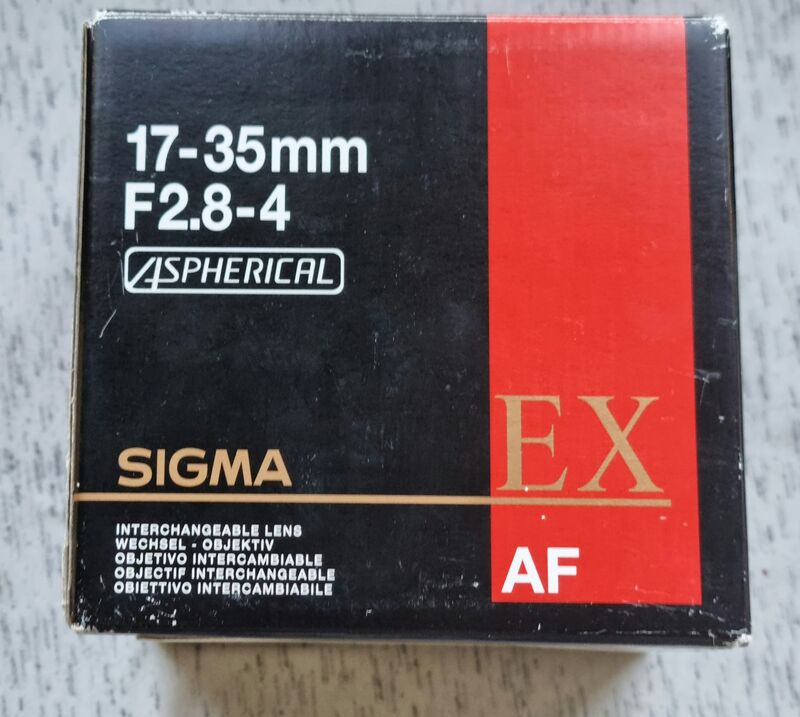 17-35mm
F2.8-4
ASPHERICAL
SIGMA
EX
INTERCHANGEABLE LENS
WECHSEL - OBJEKTIV
OBJETIVO INTERCAMBIABLE
OBJECTIF INTERCHANGEABLE
OBIETTIVO INTERCAMBIABILE
AF